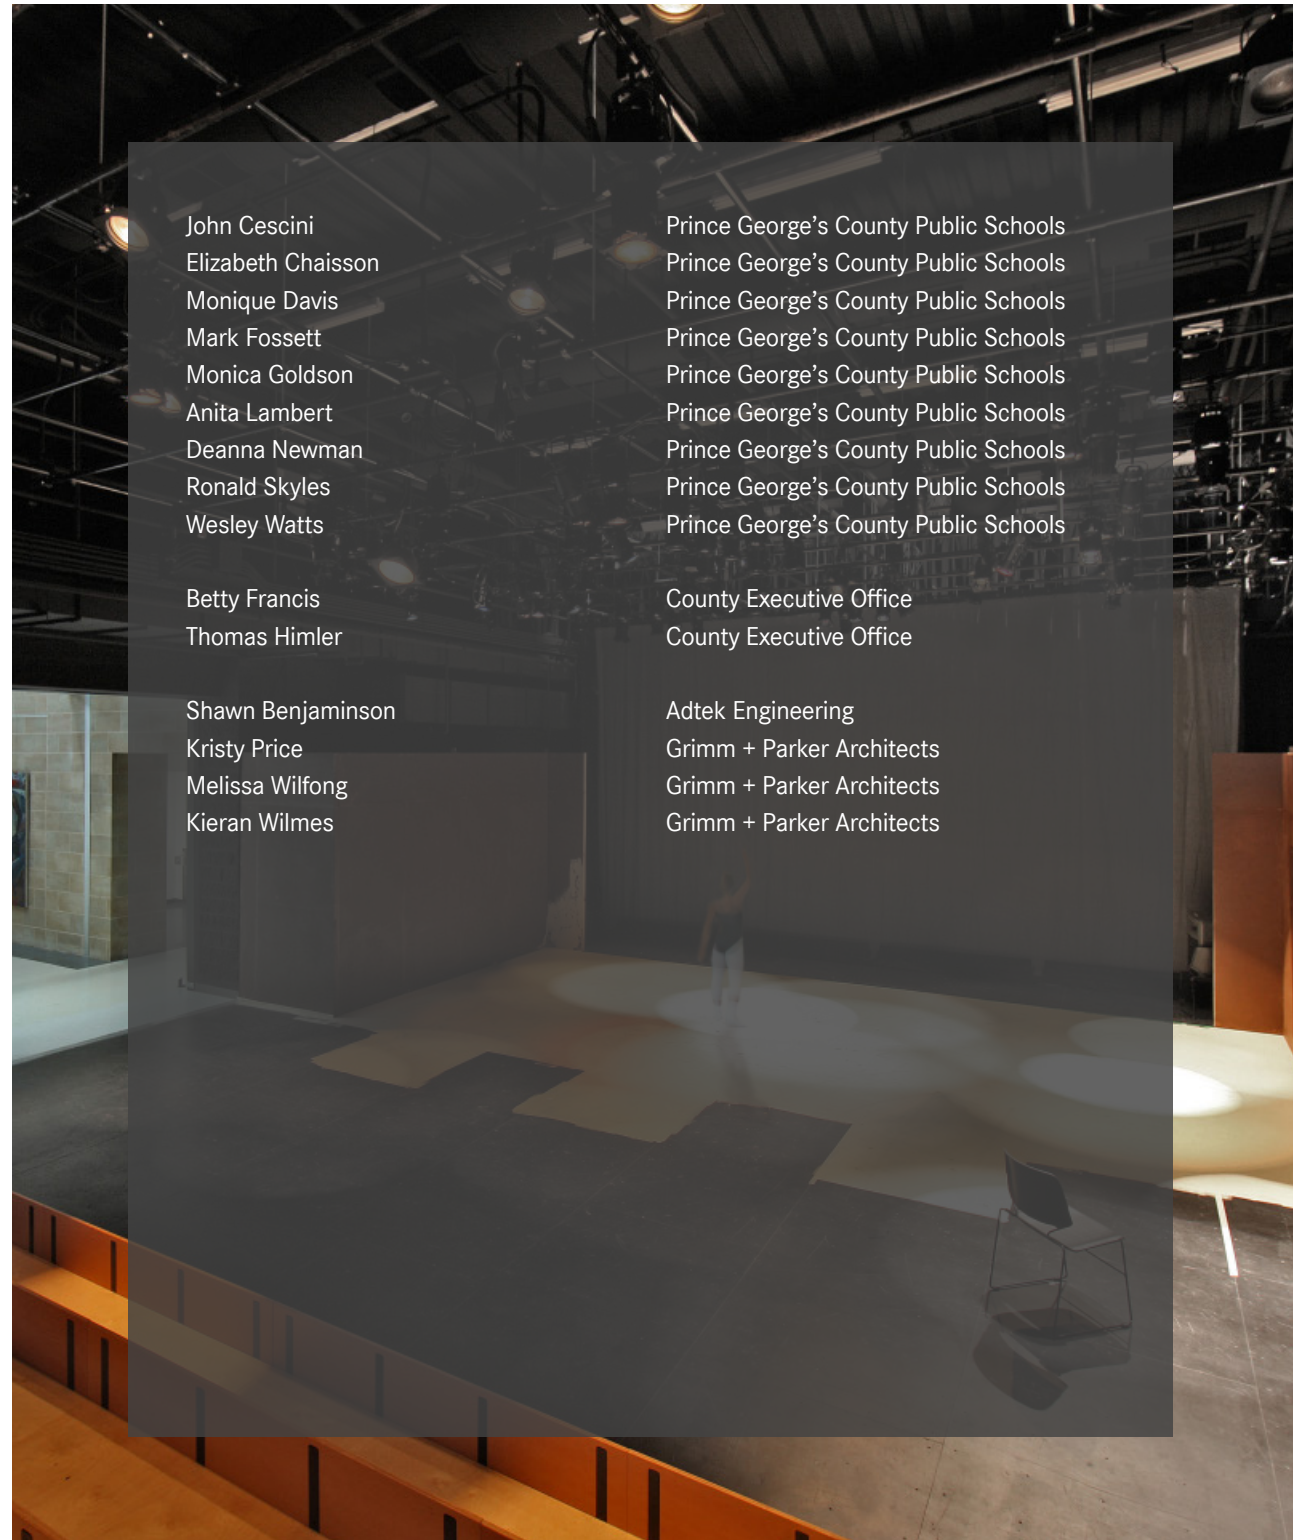 John Cescini Prince George’s County Public Schools
Elizabeth Chaisson Prince George’s County Public Schools
Monique Davis Prince George’s County Public Schools
Mark Fossett Prince George’s County Public Schools
Monica Goldson Prince George’s County Public Schools
Anita Lambert Prince George’s County Public Schools
Deanna Newman Prince George’s County Public Schools
Ronald Skyles Prince George’s County Public Schools
Wesley Watts Prince George’s County Public Schools
Betty Francis County Executive Office
Thomas Himler County Executive Office
Shawn Benjaminson Adtek Engineering
Kristy Price Grimm + Parker Architects
Melissa Wilfong Grimm + Parker Architects
Kieran Wilmes Grimm + Parker Architects